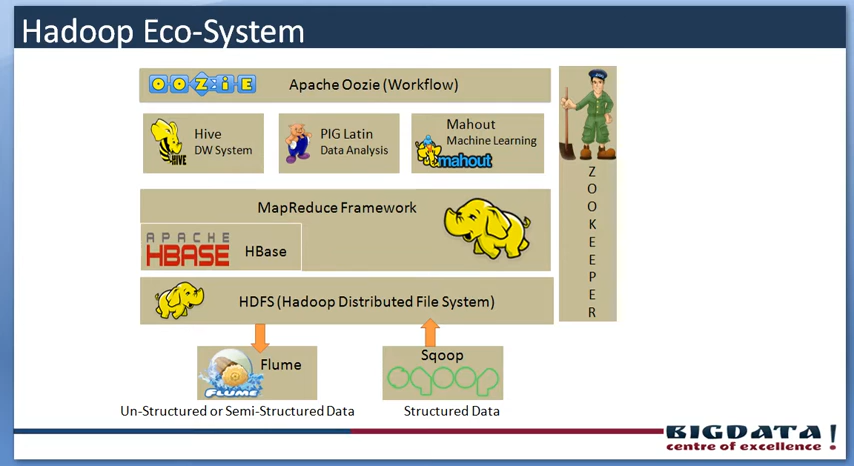 Hadoop Eco-System
OOZIE
Apache Oozie (Workflow)
HIVE
Hive
DW System
PIG Latin
Data Analysis
Mahout
Machine Learning
mahout
ZOOKEEPER
MapReduce Framework
APACHE
HBASE
HBase
HDFS (Hadoop Distributed File System)
Flume
FLUME
Sqoop
sqoop
Un-Structured or Semi-Structured Data
Structured Data
BIGDATA!
centre of excellence